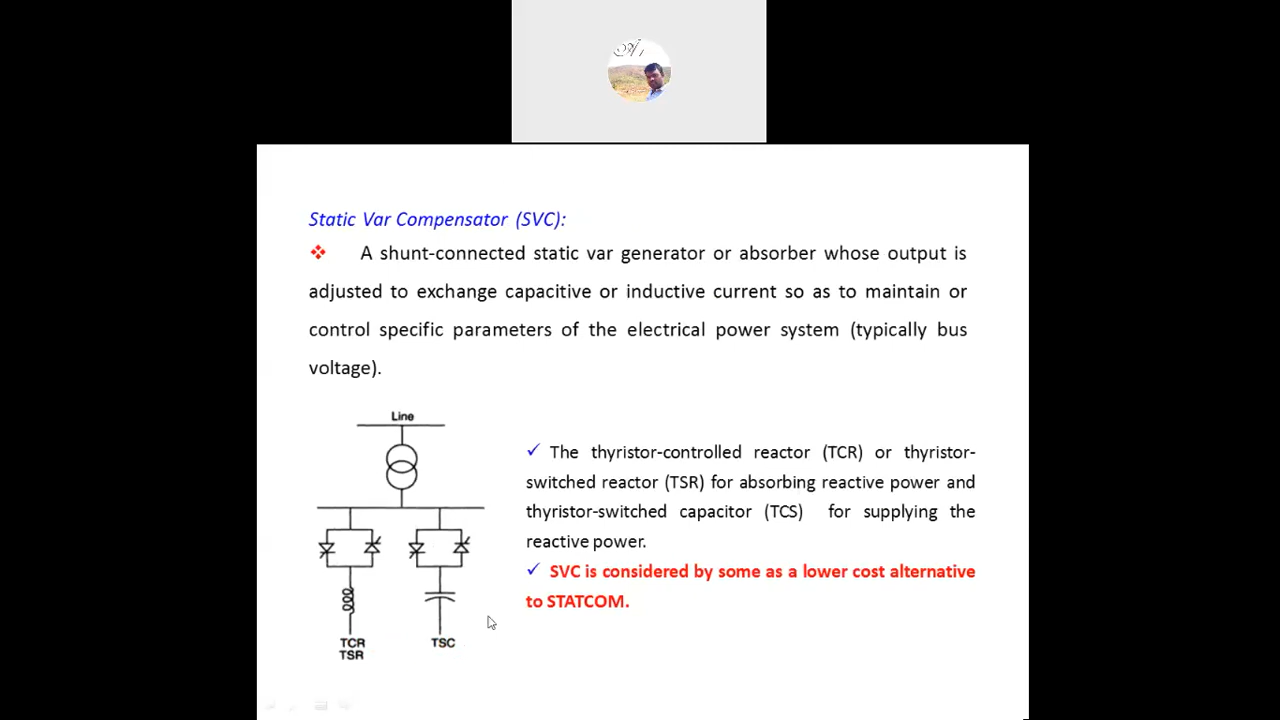 Static Var Compensator (SVC):
❖ A shunt-connected static var generator or absorber whose output is
adjusted to exchange capacitive or inductive current so as to maintain or
control specific parameters of the electrical power system (typically bus
voltage).
Line
TCR
TSR
TSC
✓ The thyristor-controlled reactor (TCR) or thyristor-
switched reactor (TSR) for absorbing reactive power and
thyristor-switched capacitor (TCS) for supplying the
reactive power.
✓ SVC is considered by some as a lower cost alternative
to STATCOM.